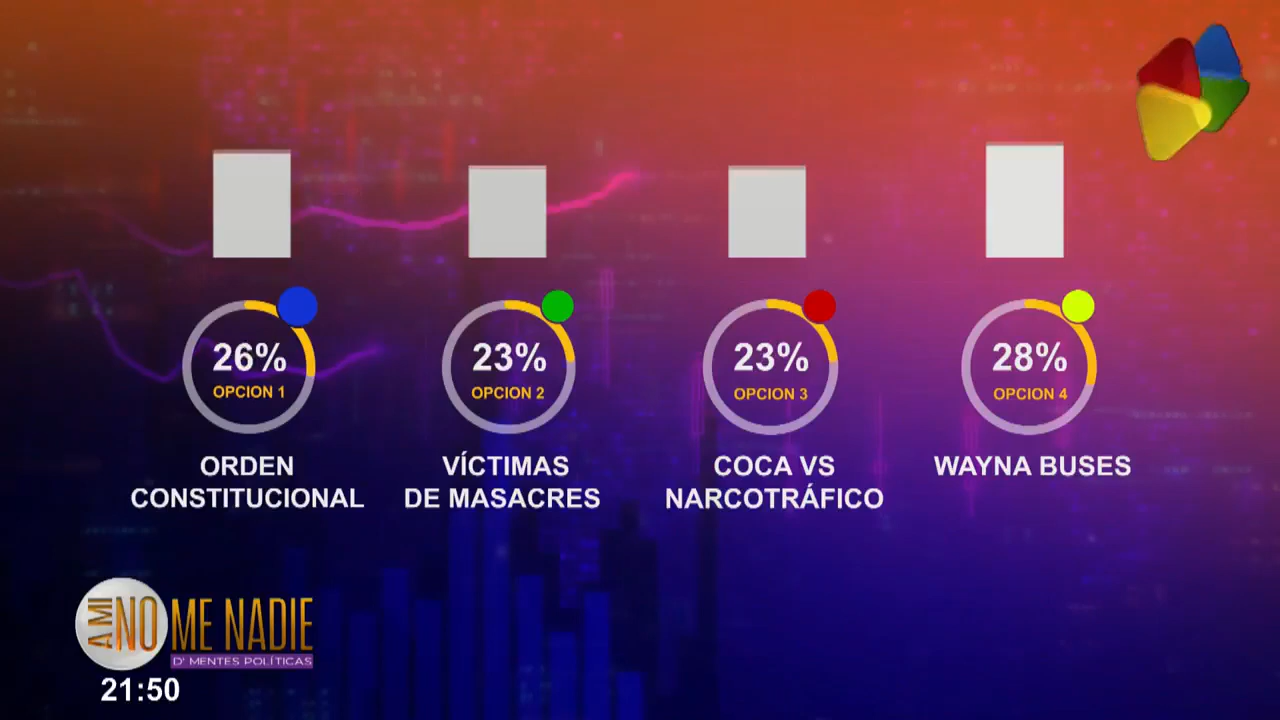 26%
OPCION 1
23%
OPCION 2
23%
OPCION 3
28%
OPCION 4
ORDEN
CONSTITUCIONAL
VÍCTIMAS
DE MASACRES
COCA VS
NARCOTRÁFICO
WAYNA BUSES
A MI NO ME NADIE
D' MENTES POLÍTICAS
21:50